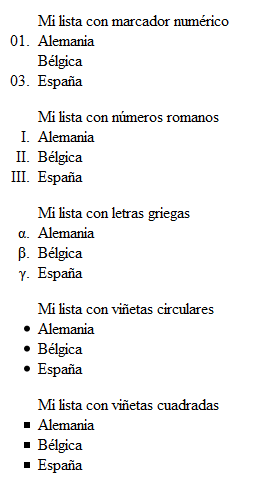 Mi lista con marcador numérico
01. Alemania
Bélgica
03. España
Mi lista con números romanos
I. Alemania
II. Bélgica
III. España
Mi lista con letras griegas
α. Alemania
β. Bélgica
γ. España
Mi lista con viñetas circulares
• Alemania
• Bélgica
• España
Mi lista con viñetas cuadradas
▪ Alemania
▪ Bélgica
▪ España